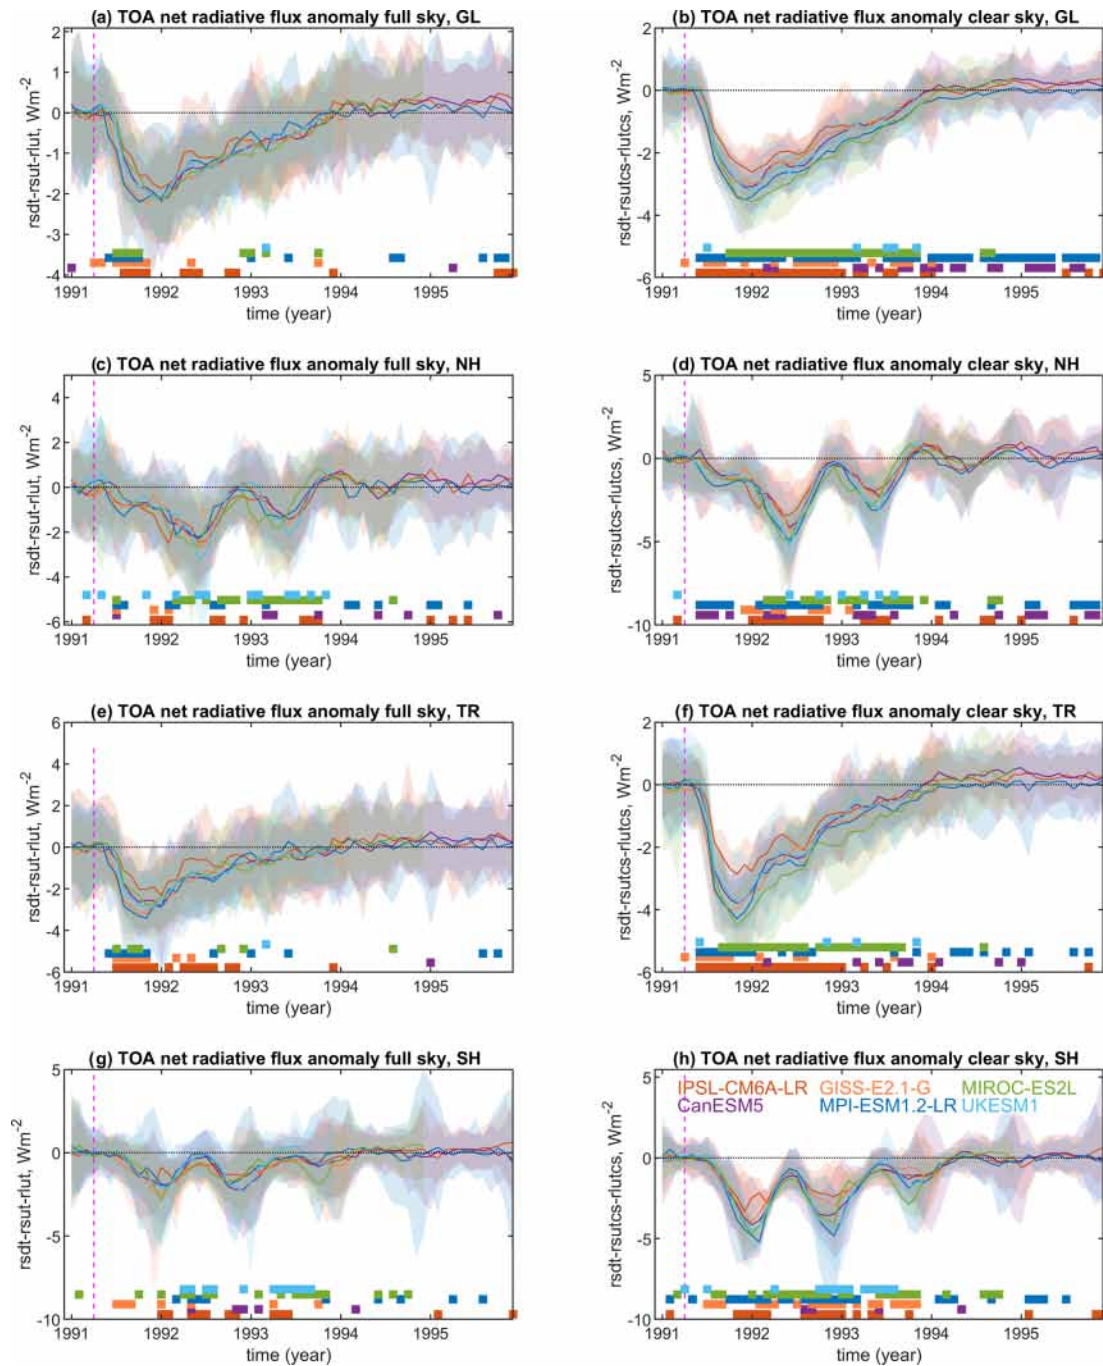 (a) TOA net radiative flux anomaly full sky, GL
rsdt-rsut-rlut, Wm-2
2
1
0
-1
-2
-3
-4
1991 1992 1993 1994 1995
time (year)
(b) TOA net radiative flux anomaly clear sky, GL
rsdt-rsutcs-rlutcs, Wm-2
2
0
-2
-4
-6
1991 1992 1993 1994 1995
time (year)
(c) TOA net radiative flux anomaly full sky, NH
rsdt-rsut-rlut, Wm-2
4
2
0
-2
-4
-6
1991 1992 1993 1994 1995
time (year)
(d) TOA net radiative flux anomaly clear sky, NH
rsdt-rsutcs-rlutcs, Wm-2
5
0
-5
-10
1991 1992 1993 1994 1995
time (year)
(e) TOA net radiative flux anomaly full sky, TR
rsdt-rsut-rlut, Wm-2
6
4
2
0
-2
-4
-6
1991 1992 1993 1994 1995
time (year)
(f) TOA net radiative flux anomaly clear sky, TR
rsdt-rsutcs-rlutcs, Wm-2
2
0
-2
-4
-6
1991 1992 1993 1994 1995
time (year)
(g) TOA net radiative flux anomaly full sky, SH
rsdt-rsut-rlut, Wm-2
5
0
-5
-10
1991 1992 1993 1994 1995
time (year)
(h) TOA net radiative flux anomaly clear sky, SH
IPSL-CM6A-LR GISS-E2.1-G MIROC-ES2L
CanESM5 MPI-ESM1.2-LR UKESM1
rsdt-rsutcs-rlutcs, Wm-2
5
0
-5
-10
1991 1992 1993 1994 1995
time (year)